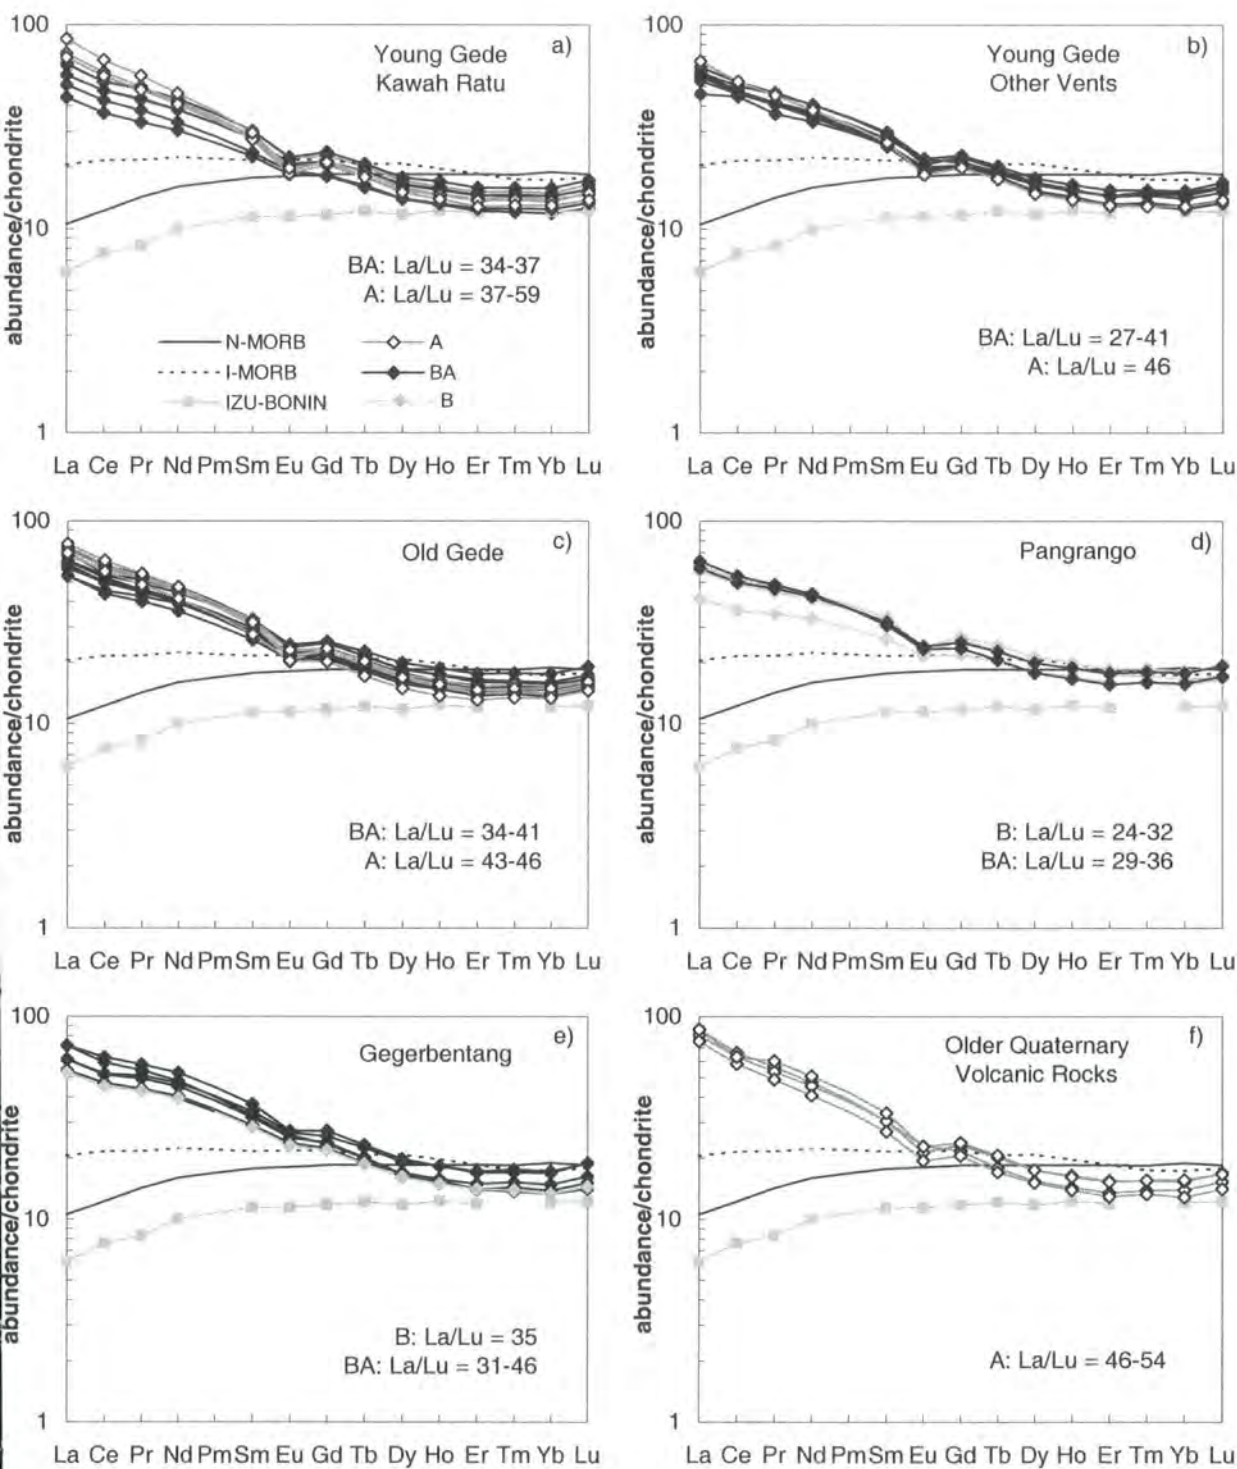 100
Young Gede
Kawah Ratu
a)
abundance/chondrite
10
BA: La/Lu = 34-37
A: La/Lu = 37-59
N-MORB
A
I-MORB
BA
IZU-BONIN
B
1
La Ce Pr Nd Pm Sm Eu Gd Tb Dy Ho Er Tm Yb Lu
100
Young Gede
Other Vents
b)
abundance/chondrite
10
BA: La/Lu = 27-41
A: La/Lu = 46
1
La Ce Pr Nd Pm Sm Eu Gd Tb Dy Ho Er Tm Yb Lu
100
Old Gede
c)
abundance/chondrite
10
BA: La/Lu = 34-41
A: La/Lu = 43-46
1
La Ce Pr Nd Pm Sm Eu Gd Tb Dy Ho Er Tm Yb Lu
100
Pangrango
d)
abundance/chondrite
10
B: La/Lu = 24-32
BA: La/Lu = 29-36
1
La Ce Pr Nd Pm Sm Eu Gd Tb Dy Ho Er Tm Yb Lu
100
Gegerbentang
e)
abundance/chondrite
10
B: La/Lu = 35
BA: La/Lu = 31-46
1
La Ce Pr Nd Pm Sm Eu Gd Tb Dy Ho Er Tm Yb Lu
100
Older Quaternary
Volcanic Rocks
f)
abundance/chondrite
10
A: La/Lu = 46-54
1
La Ce Pr Nd Pm Sm Eu Gd Tb Dy Ho Er Tm Yb Lu